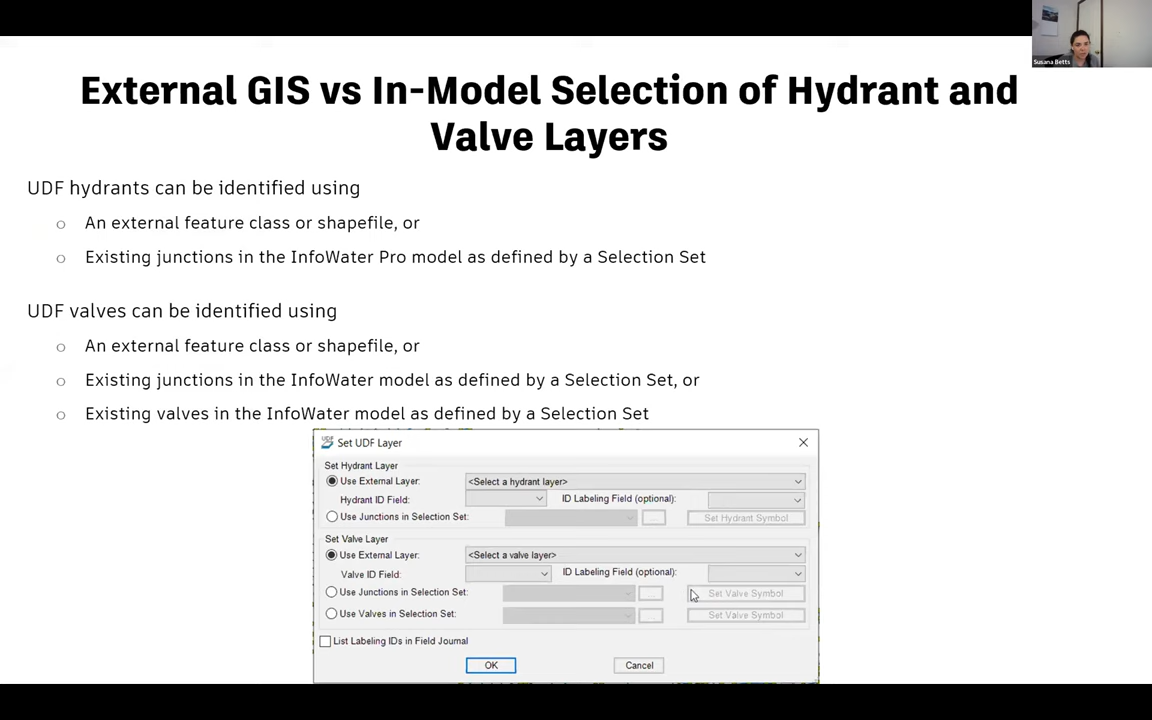 Susana Betts
External GIS vs In-Model Selection of Hydrant and
Valve Layers
UDF hydrants can be identified using
o An external feature class or shapefile, or
o Existing junctions in the InfoWater Pro model as defined by a Selection Set
UDF valves can be identified using
o An external feature class or shapefile, or
o Existing junctions in the InfoWater model as defined by a Selection Set, or
o Existing valves in the InfoWater model as defined by a Selection Set
UDF Set UDF Layer
Set Hydrant Layer
Use External Layer: <Select a hydrant layer>
Hydrant ID Field: ID Labeling Field (optional):
Use Junctions in Selection Set: ... Set Hydrant Symbol
Set Valve Layer
Use External Layer: <Select a valve layer>
Valve ID Field: ID Labeling Field (optional):
Use Junctions in Selection Set: ... Set Valve Symbol
Use Valves in Selection Set: ... Set Valve Symbol
List Labeling IDs in Field Journal
OK Cancel